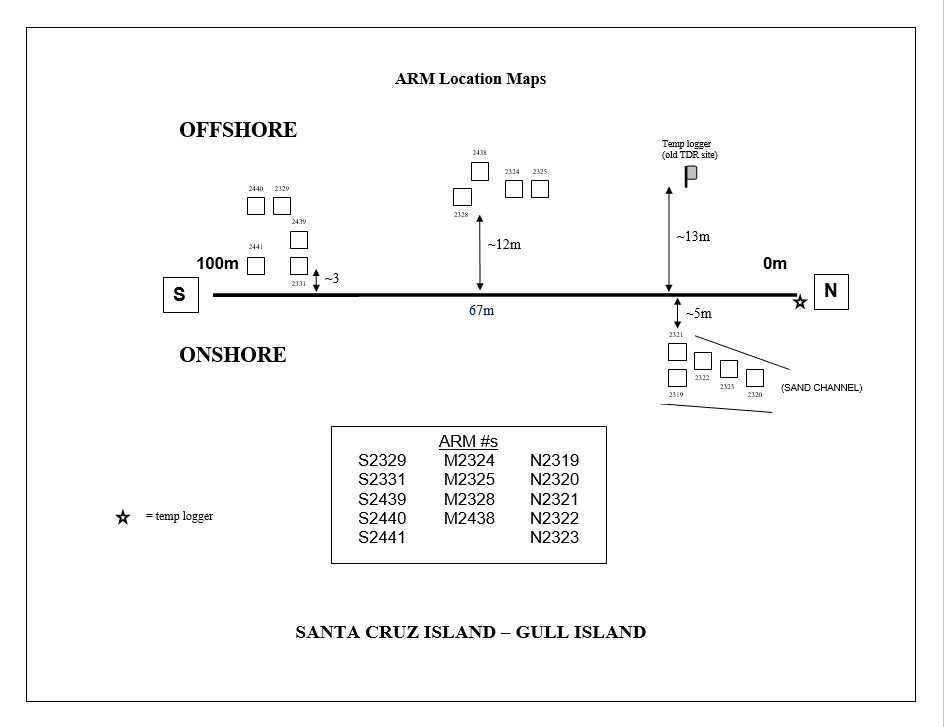 ARM Location Maps
OFFSHORE
Temp logger
(old TDR site)
2438
2324 2325
2440 2329
2328
2439
~12m
~13m
2441
100m
0m
2331
~3
S
N
67m
~5m
2321
ONSHORE
2322
2323
2319
2320
(SAND CHANNEL)
ARM #s
S2329 M2324 N2319
S2331 M2325 N2320
S2439 M2328 N2321
S2440 M2438 N2322
S2441 N2323
= temp logger
SANTA CRUZ ISLAND – GULL ISLAND